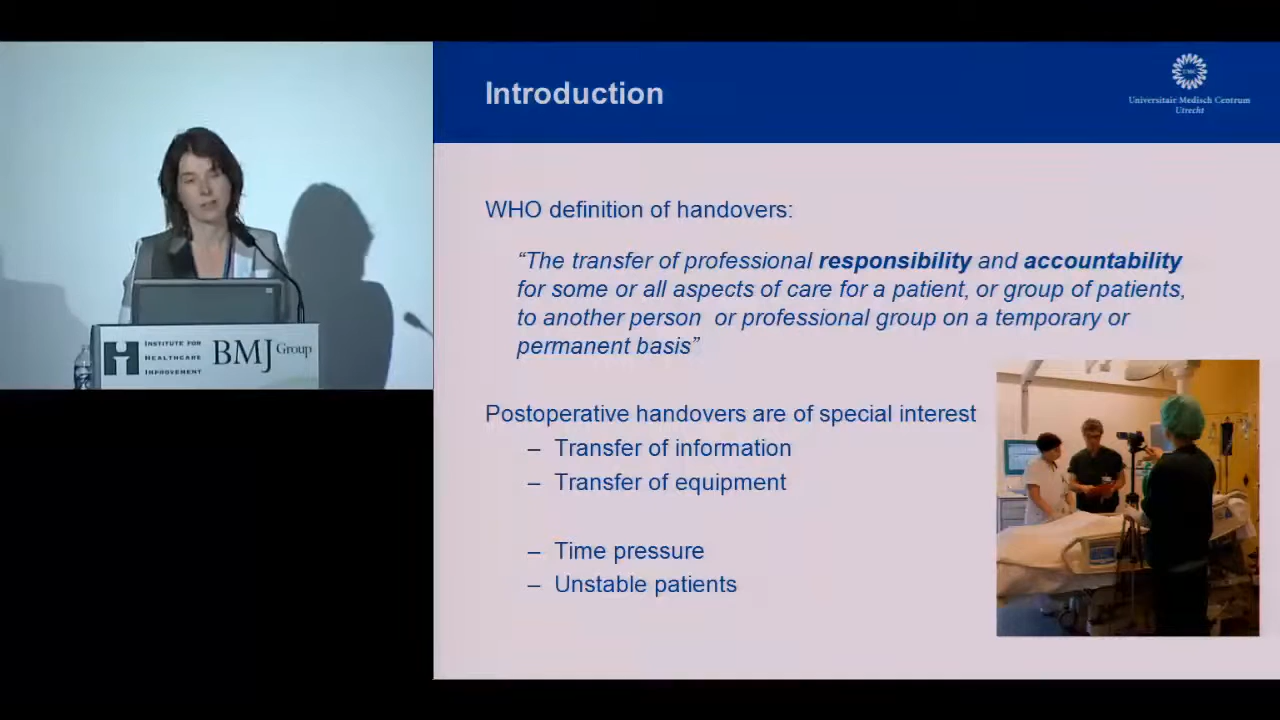 Introduction
Universitair Medisch Centrum
Utrecht
WHO definition of handovers:
“The transfer of professional responsibility and accountability
for some or all aspects of care for a patient, or group of patients,
to another person or professional group on a temporary or
permanent basis”
Postoperative handovers are of special interest
– Transfer of information
– Transfer of equipment
– Time pressure
– Unstable patients
INSTITUTE FOR
HEALTHCARE
IMPROVEMENT
BMJ Group